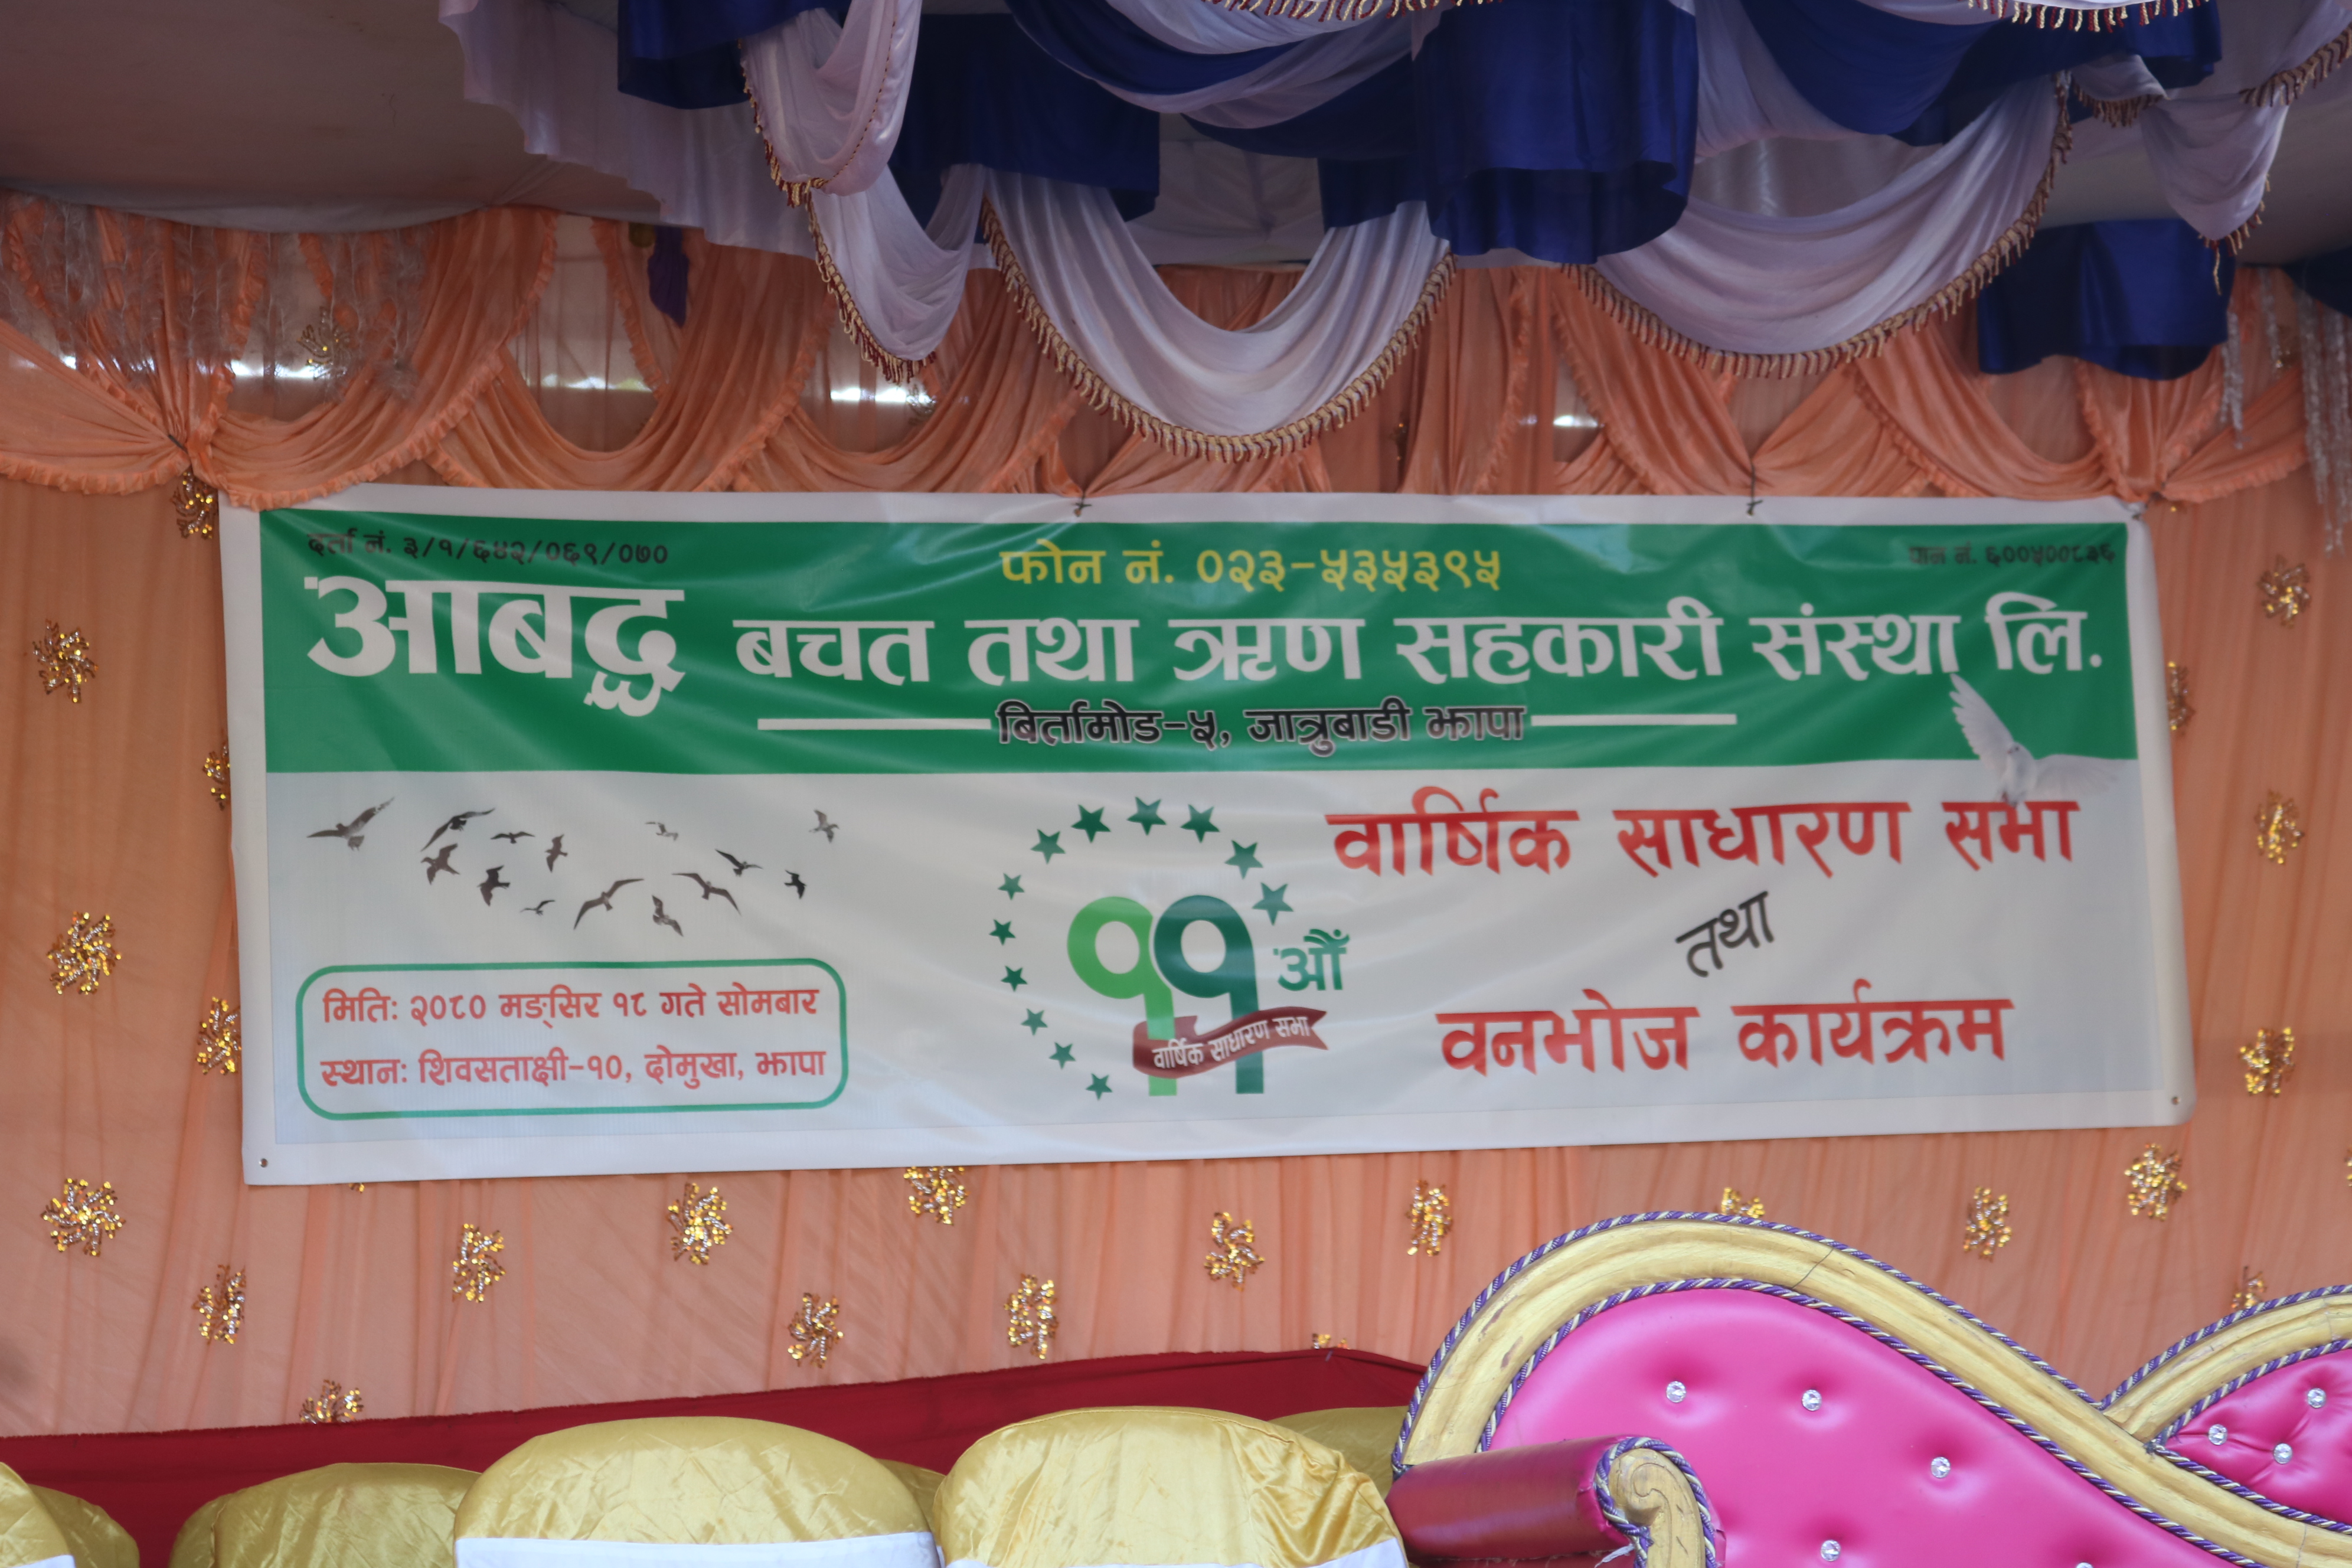 दर्ता नं. ३/१/६४२/०६९/०७०
फोन नं. ०२३-५३५३९५
पान नं. ६००५००८३६
आबद्ध बचत तथा ऋण सहकारी संस्था लि.
बिर्तामोड-५, जात्रुबाडी झापा
वार्षिक साधारण सभा
तथा
वनभोज कार्यक्रम
११ औं
वार्षिक साधारण सभा
मितिः २०८० मङ्सिर १८ गते सोमबार
स्थानः शिवसताक्षी-१०, दोमुखा, झापा